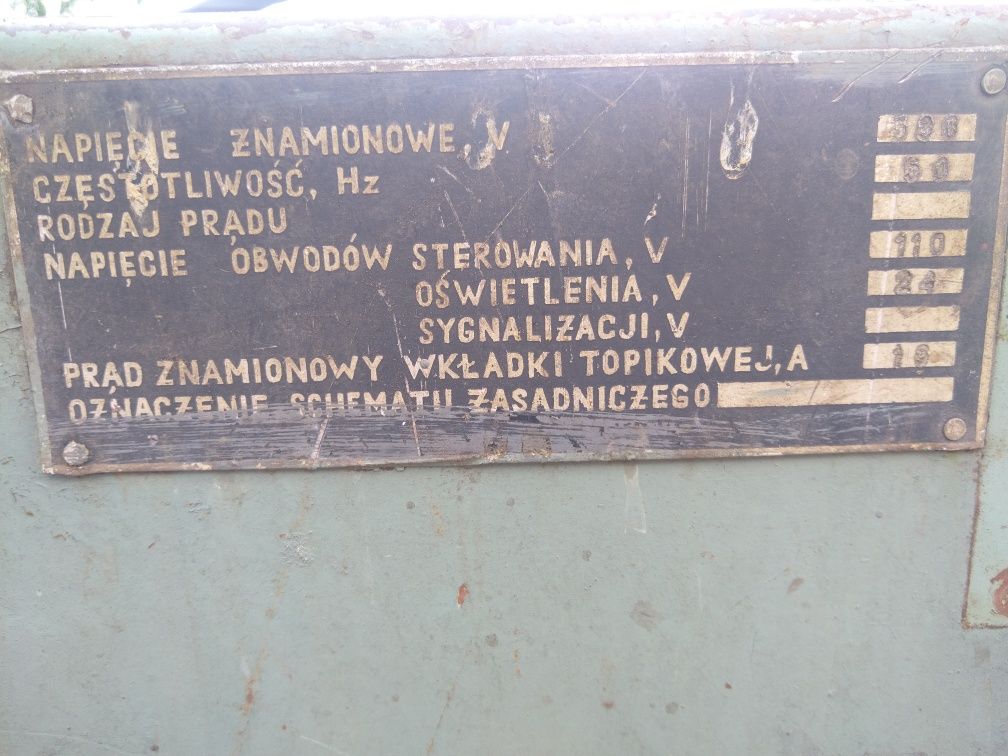 NAPIĘCIE ZNAMIONOWE, V
CZĘSTOTLIWOŚĆ, Hz 50
RODZAJ PRĄDU
NAPIĘCIE OBWODÓW STEROWANIA, V 110
OŚWIETLENIA, V 24
SYGNALIZACJI, V
PRĄD ZNAMIONOWY WKŁADKI TOPIKOWEJ, A
OZNACZENIE SCHEMATU ZASADNICZEGO